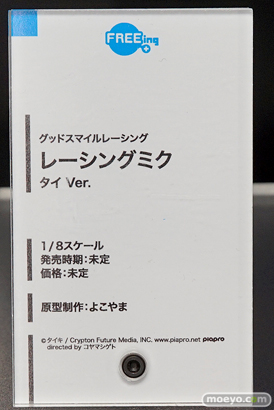 FREEing
グッドスマイルレーシング
レーシングミク
タイ Ver.
1/8スケール
発売時期：未定
価格：未定
原型制作：よこやま
©タイキ / Crypton Future Media, INC. www.piapro.net piapro
directed by コヤマシゲト
moeyo.com